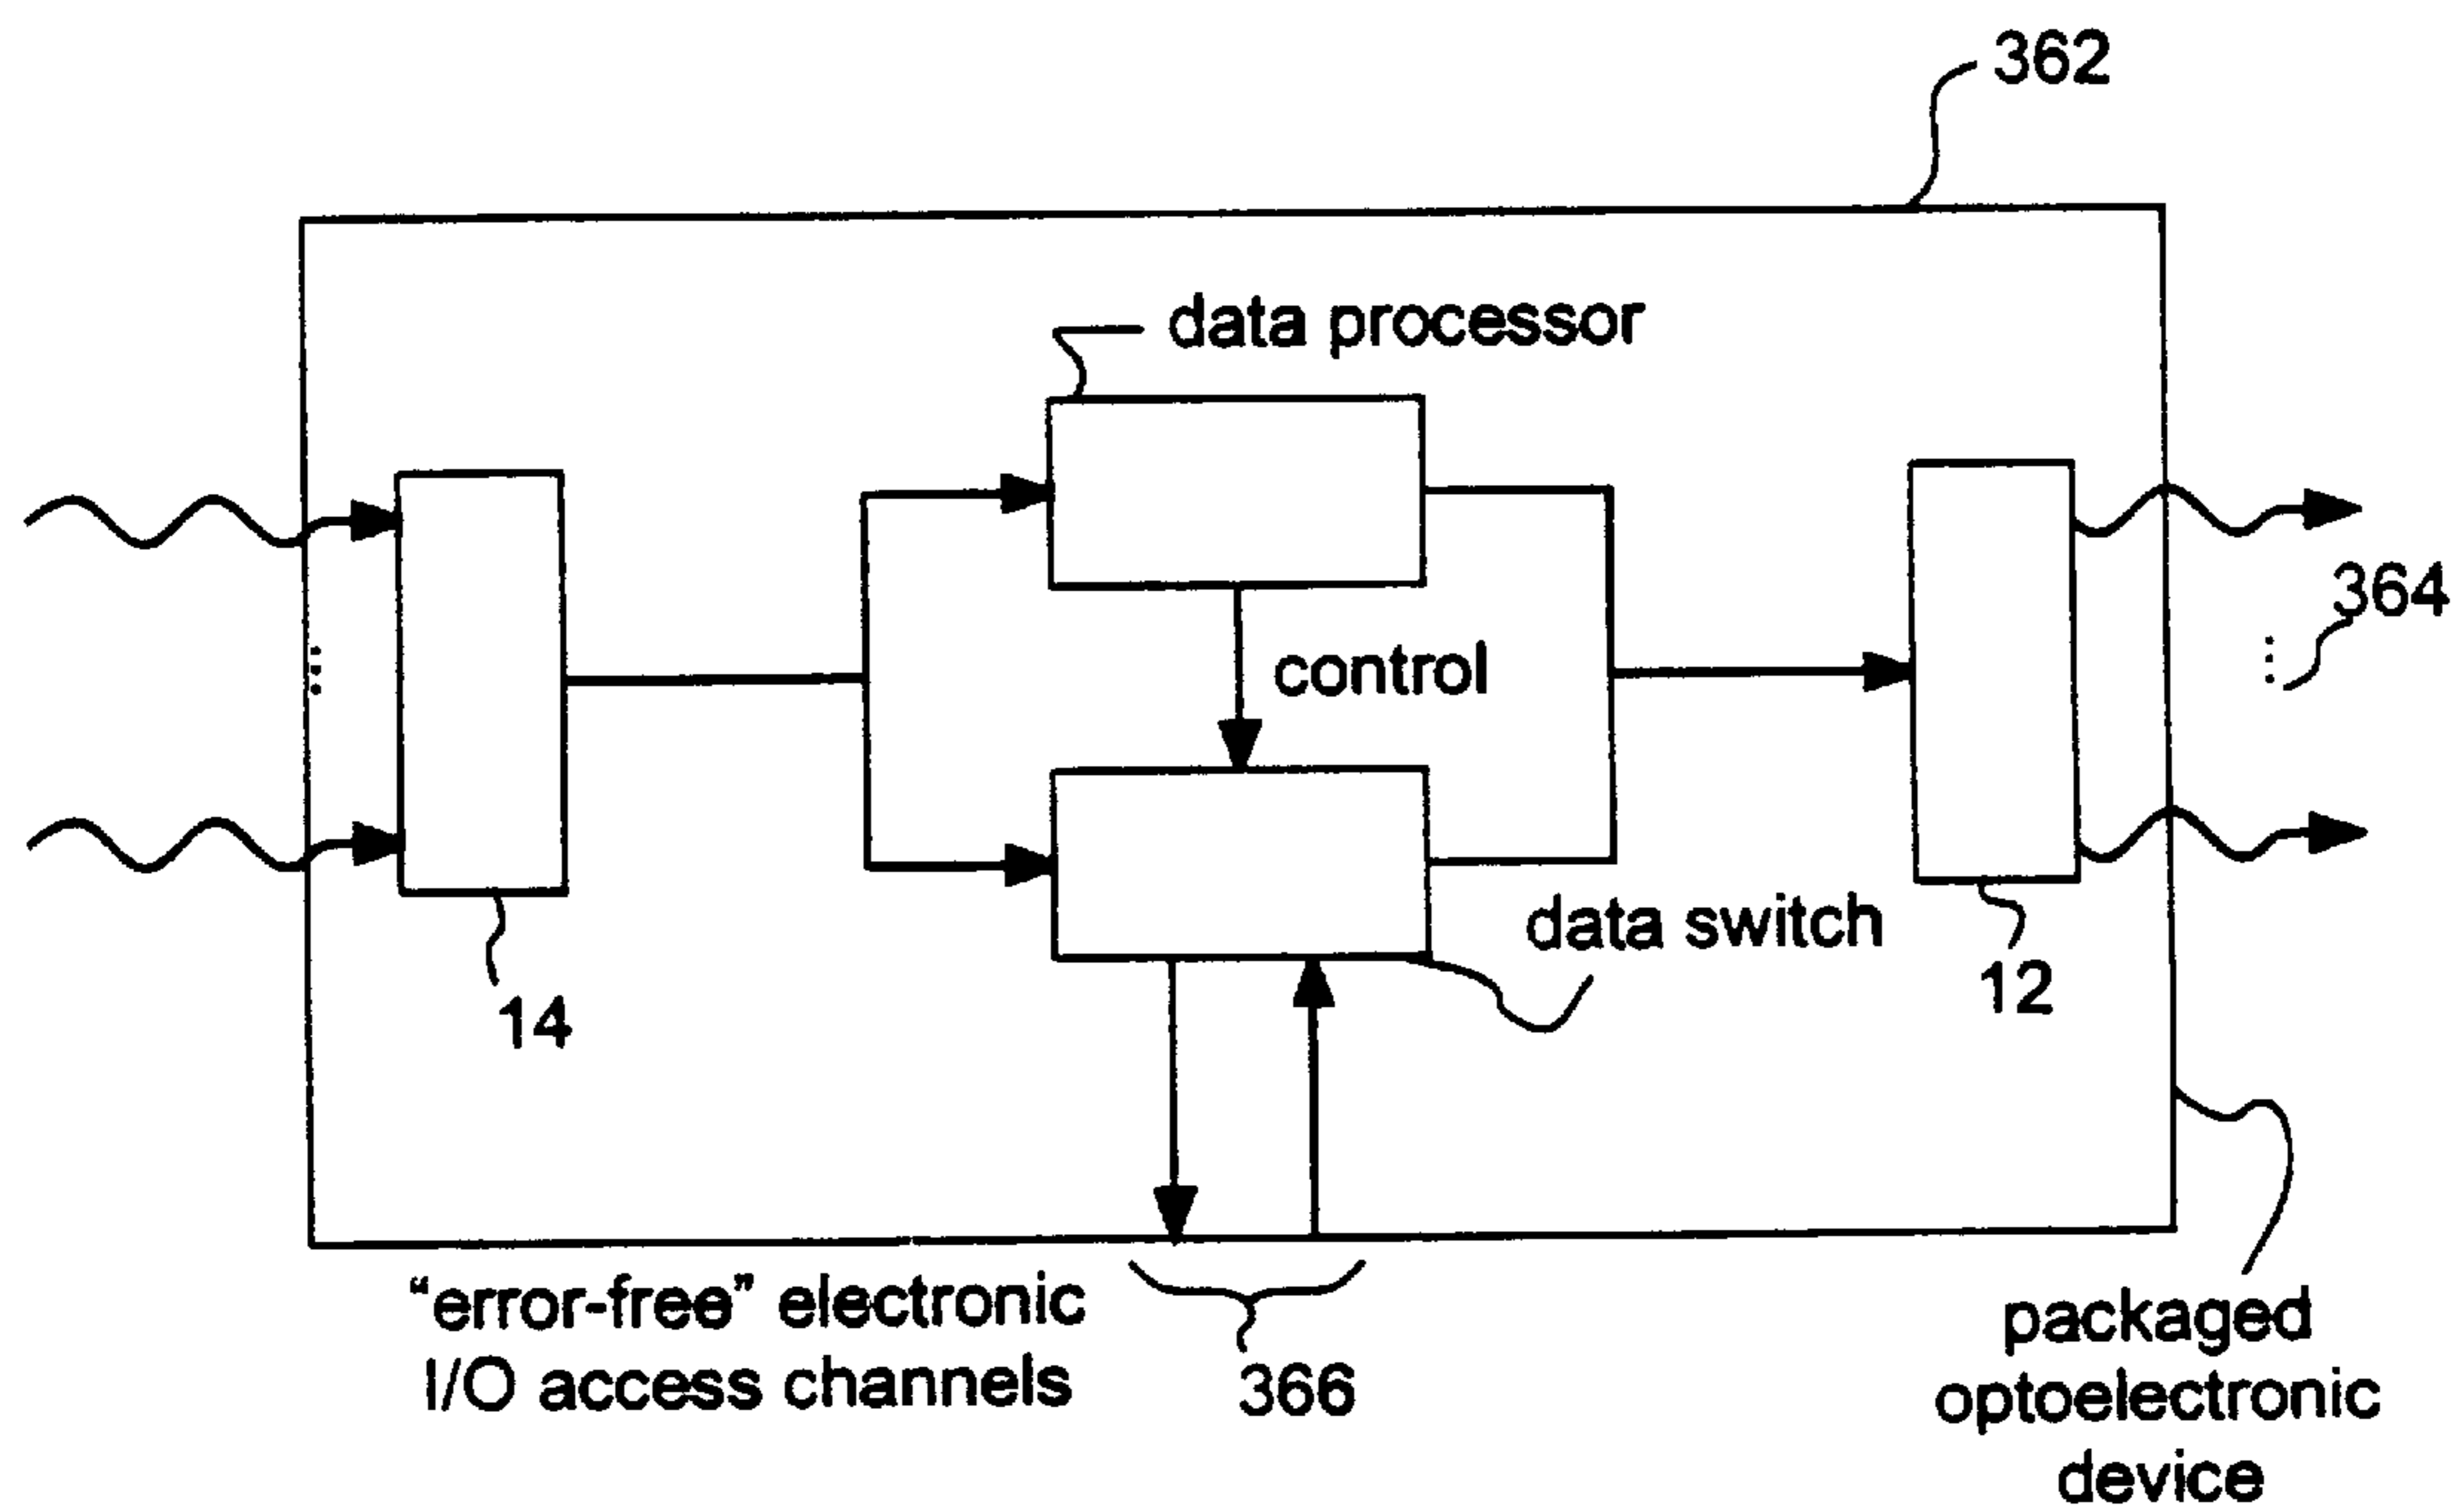 362
data processor
364
control
data switch
12
14
“error-free” electronic
I/O access channels
366
packaged
optoelectronic
device